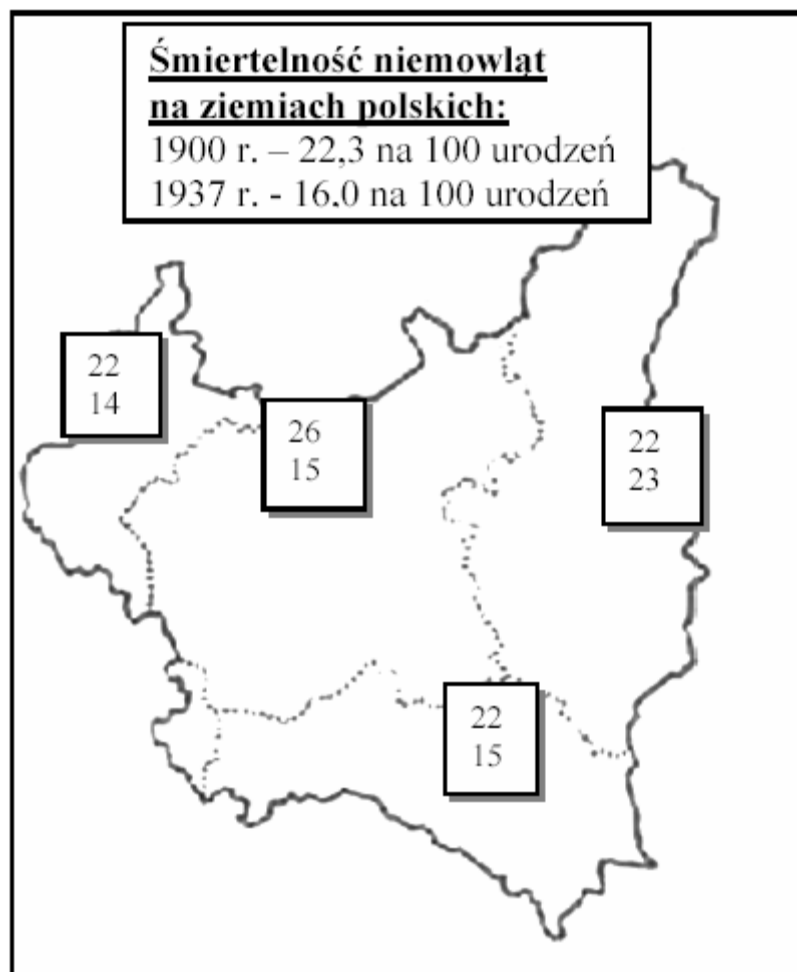 Śmiertelność niemowląt
na ziemiach polskich:
1900 r. – 22,3 na 100 urodzeń
1937 r. - 16,0 na 100 urodzeń
22
14
26
15
22
23
22
15